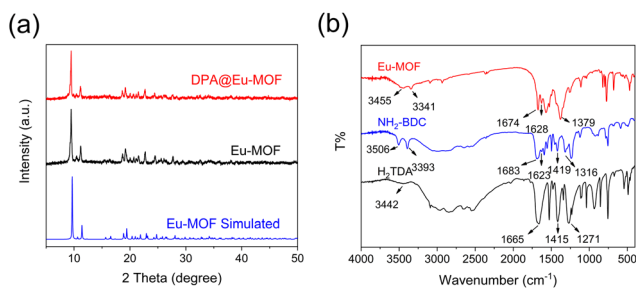 (a)
DPA@Eu-MOF
Eu-MOF
Eu-MOF Simulated
Intensity (a.u.)
0 10 20 30 40 50
2 Theta (degree)
(b)
Eu-MOF
3455 3341
1674 1628 1379
NH₂-BDC
3506 3393
1683 1623 1419 1316
H₂TDA
3442
1665 1415 1271
T%
4000 3500 3000 2500 2000 1500 1000 400
Wavenumber (cm⁻¹)